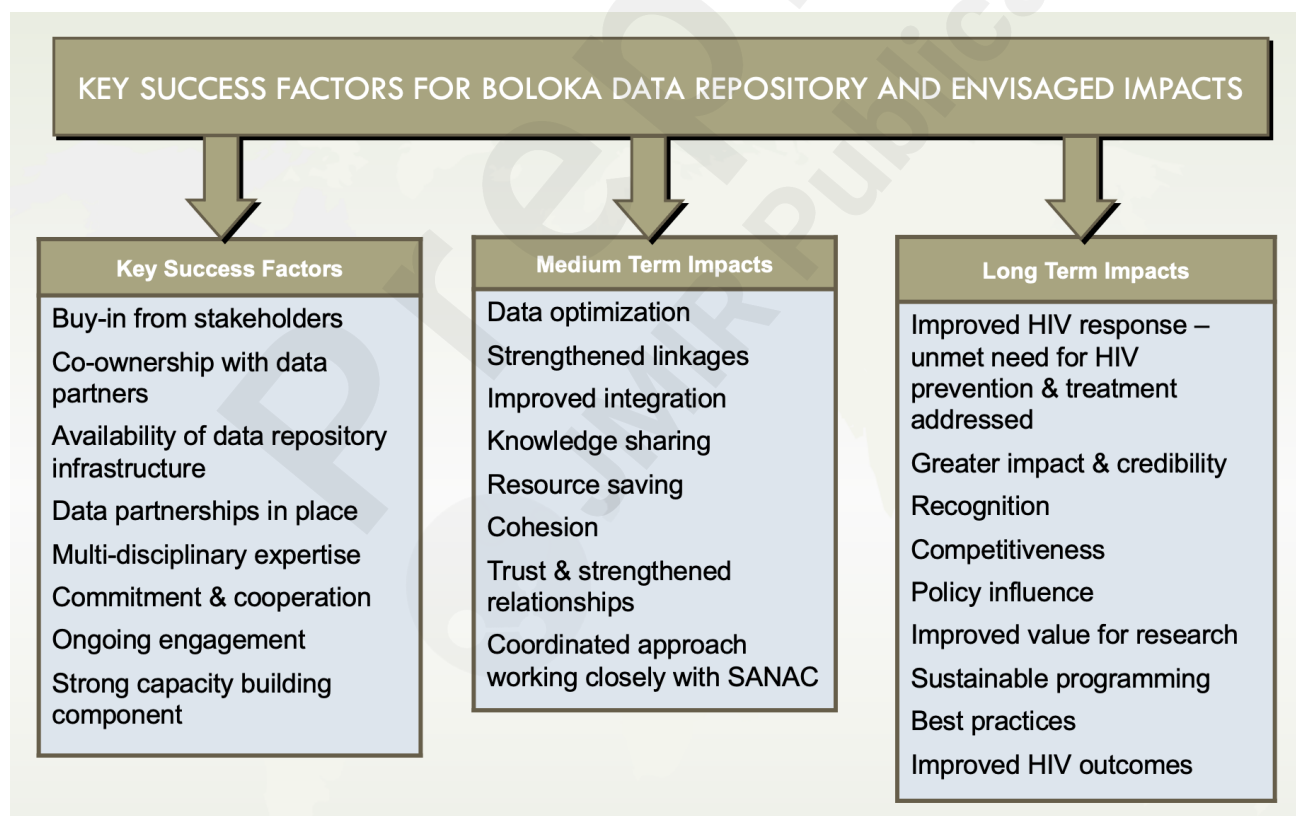 KEY SUCCESS FACTORS FOR BOLOKA DATA REPOSITORY AND ENVISAGED IMPACTS
Key Success Factors
Buy-in from stakeholders
Co-ownership with data
partners
Availability of data repository
infrastructure
Data partnerships in place
Multi-disciplinary expertise
Commitment & cooperation
Ongoing engagement
Strong capacity building
component
Medium Term Impacts
Data optimization
Strengthened linkages
Improved integration
Knowledge sharing
Resource saving
Cohesion
Trust & strengthened
relationships
Coordinated approach
working closely with SANAC
Long Term Impacts
Improved HIV response –
unmet need for HIV
prevention & treatment
addressed
Greater impact & credibility
Recognition
Competitiveness
Policy influence
Improved value for research
Sustainable programming
Best practices
Improved HIV outcomes
Prep
JMR Publica